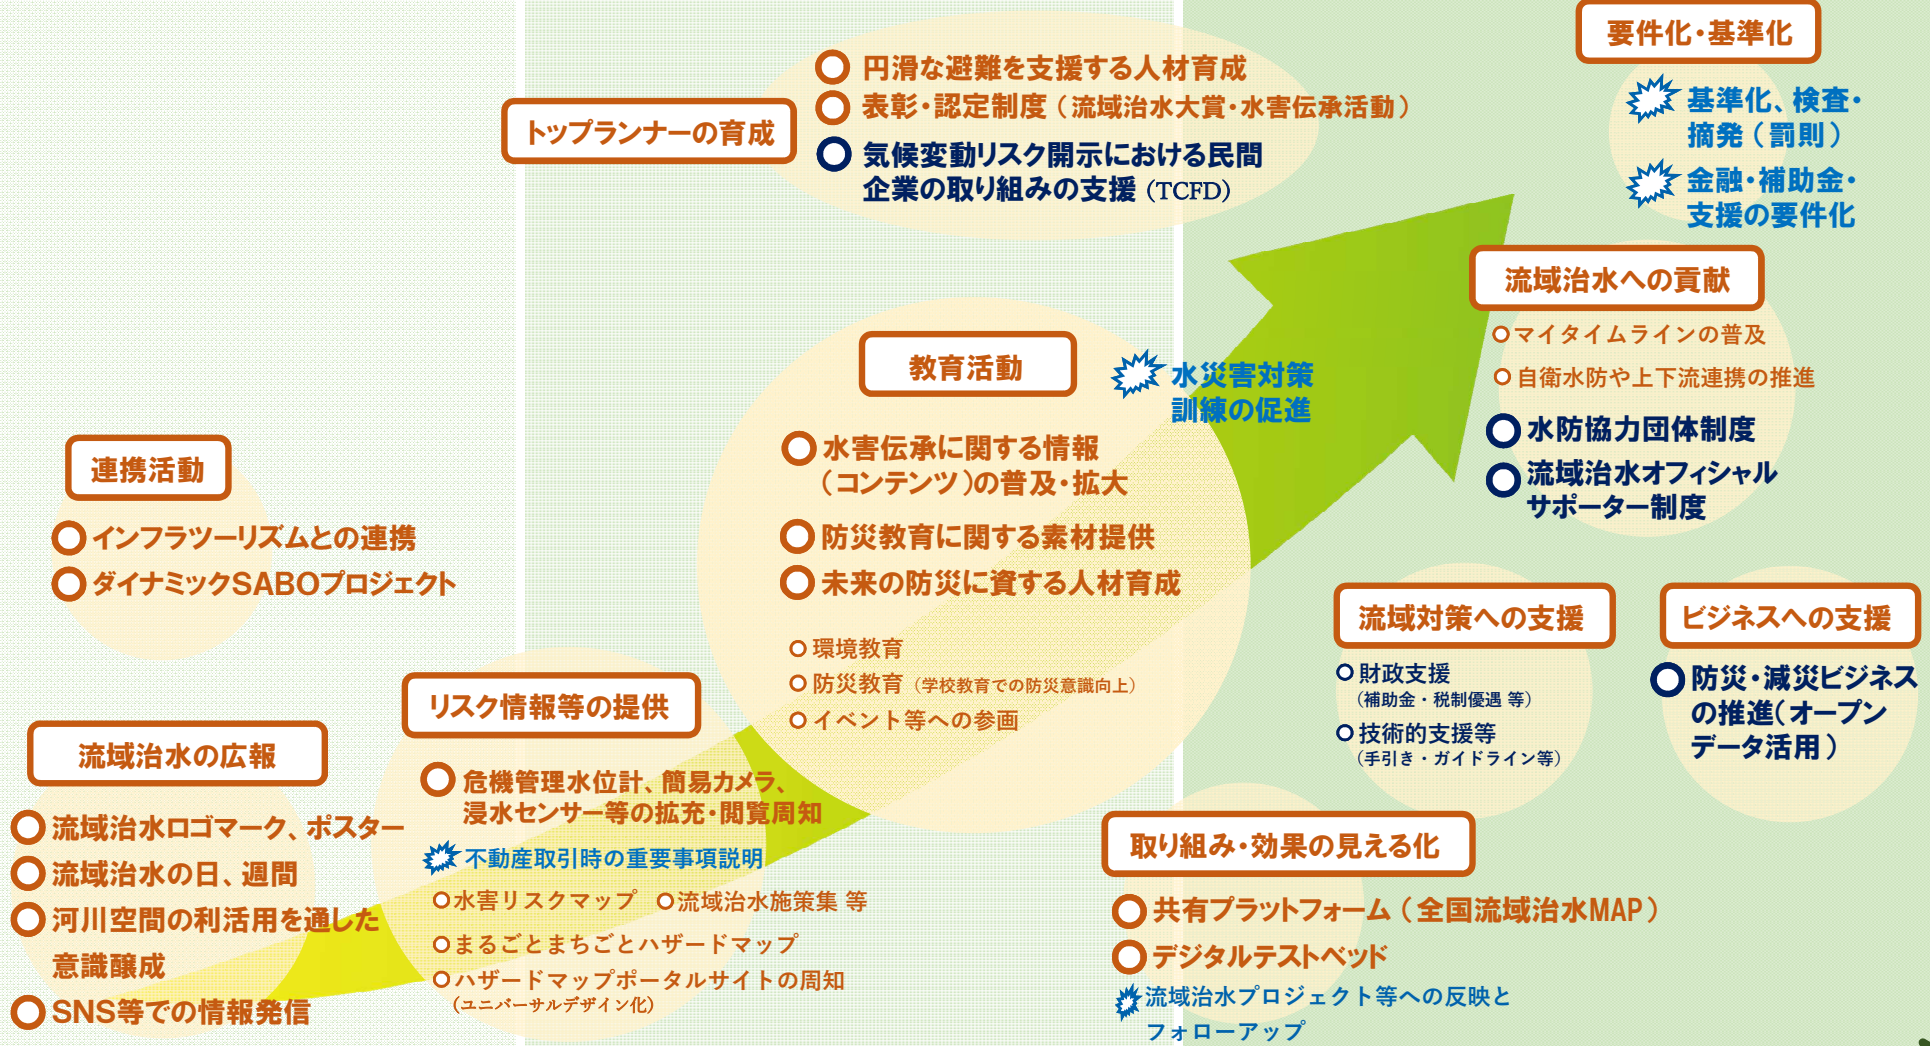 要件化・基準化
基準化、検査・
摘発（罰則）
金融・補助金・
支援の要件化
トップランナーの育成
円滑な避難を支援する人材育成
表彰・認定制度（流域治水大賞・水害伝承活動）
気候変動リスク開示における民間
企業の取り組みの支援（TCFD）
流域治水への貢献
マイタイムラインの普及
自衛水防や上下流連携の推進
水防協力団体制度
流域治水オフィシャル
サポーター制度
教育活動
水災害対策
訓練の促進
水害伝承に関する情報
（コンテンツ）の普及・拡大
防災教育に関する素材提供
未来の防災に資する人材育成
環境教育
防災教育（学校教育での防災意識向上）
イベント等への参画
連携活動
インフラツーリズムとの連携
ダイナミックSABOプロジェクト
流域対策への支援
財政支援
（補助金・税制優遇 等）
技術的支援等
（手引き・ガイドライン等）
ビジネスへの支援
防災・減災ビジネス
の推進（オープン
データ活用）
リスク情報等の提供
危機管理水位計、簡易カメラ、
浸水センサー等の拡充・閲覧周知
不動産取引時の重要事項説明
水害リスクマップ 流域治水施策集 等
まるごとまちごとハザードマップ
ハザードマップポータルサイトの周知
（ユニバーサルデザイン化）
流域治水の広報
流域治水ロゴマーク、ポスター
流域治水の日、週間
河川空間の利活用を通した
意識醸成
SNS等での情報発信
取り組み・効果の見える化
共有プラットフォーム（全国流域治水MAP）
デジタルテストベッド
流域治水プロジェクト等への反映と
フォローアップ